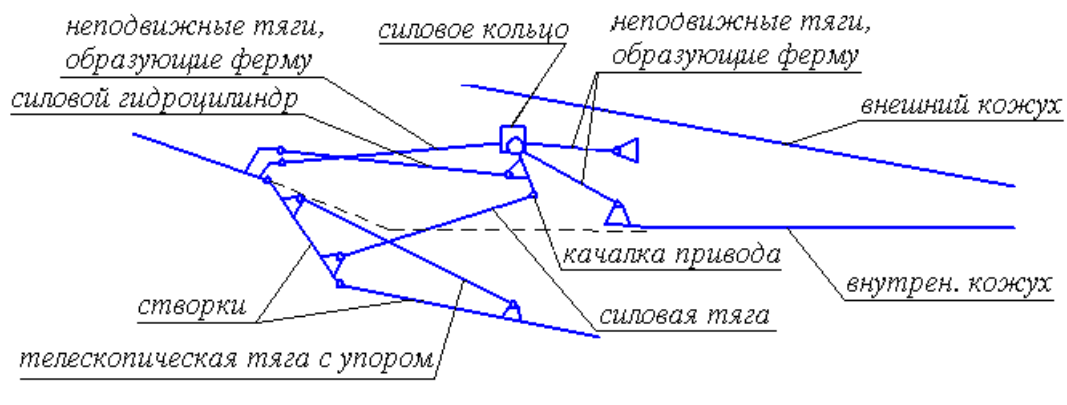 неподвижные тяги,
образующие ферму
силовой гидроцилиндр
силовое кольцо
неподвижные тяги,
образующие ферму
внешний кожух
створки
телескопическая тяга с упором
силовая тяга
качалка привода
внутрен. кожух